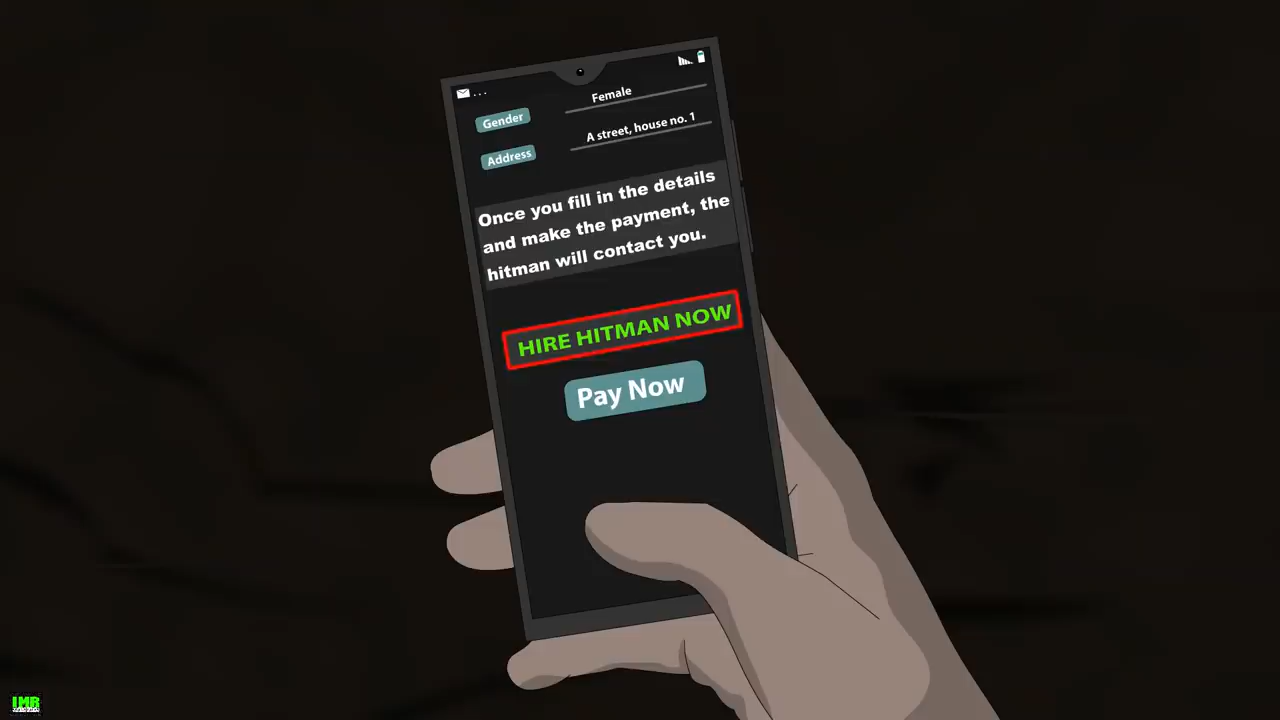 ...
Gender
Female
Address
A street, house no. 1
Once you fill in the details
and make the payment, the
hitman will contact you.
HIRE HITMAN NOW
Pay Now